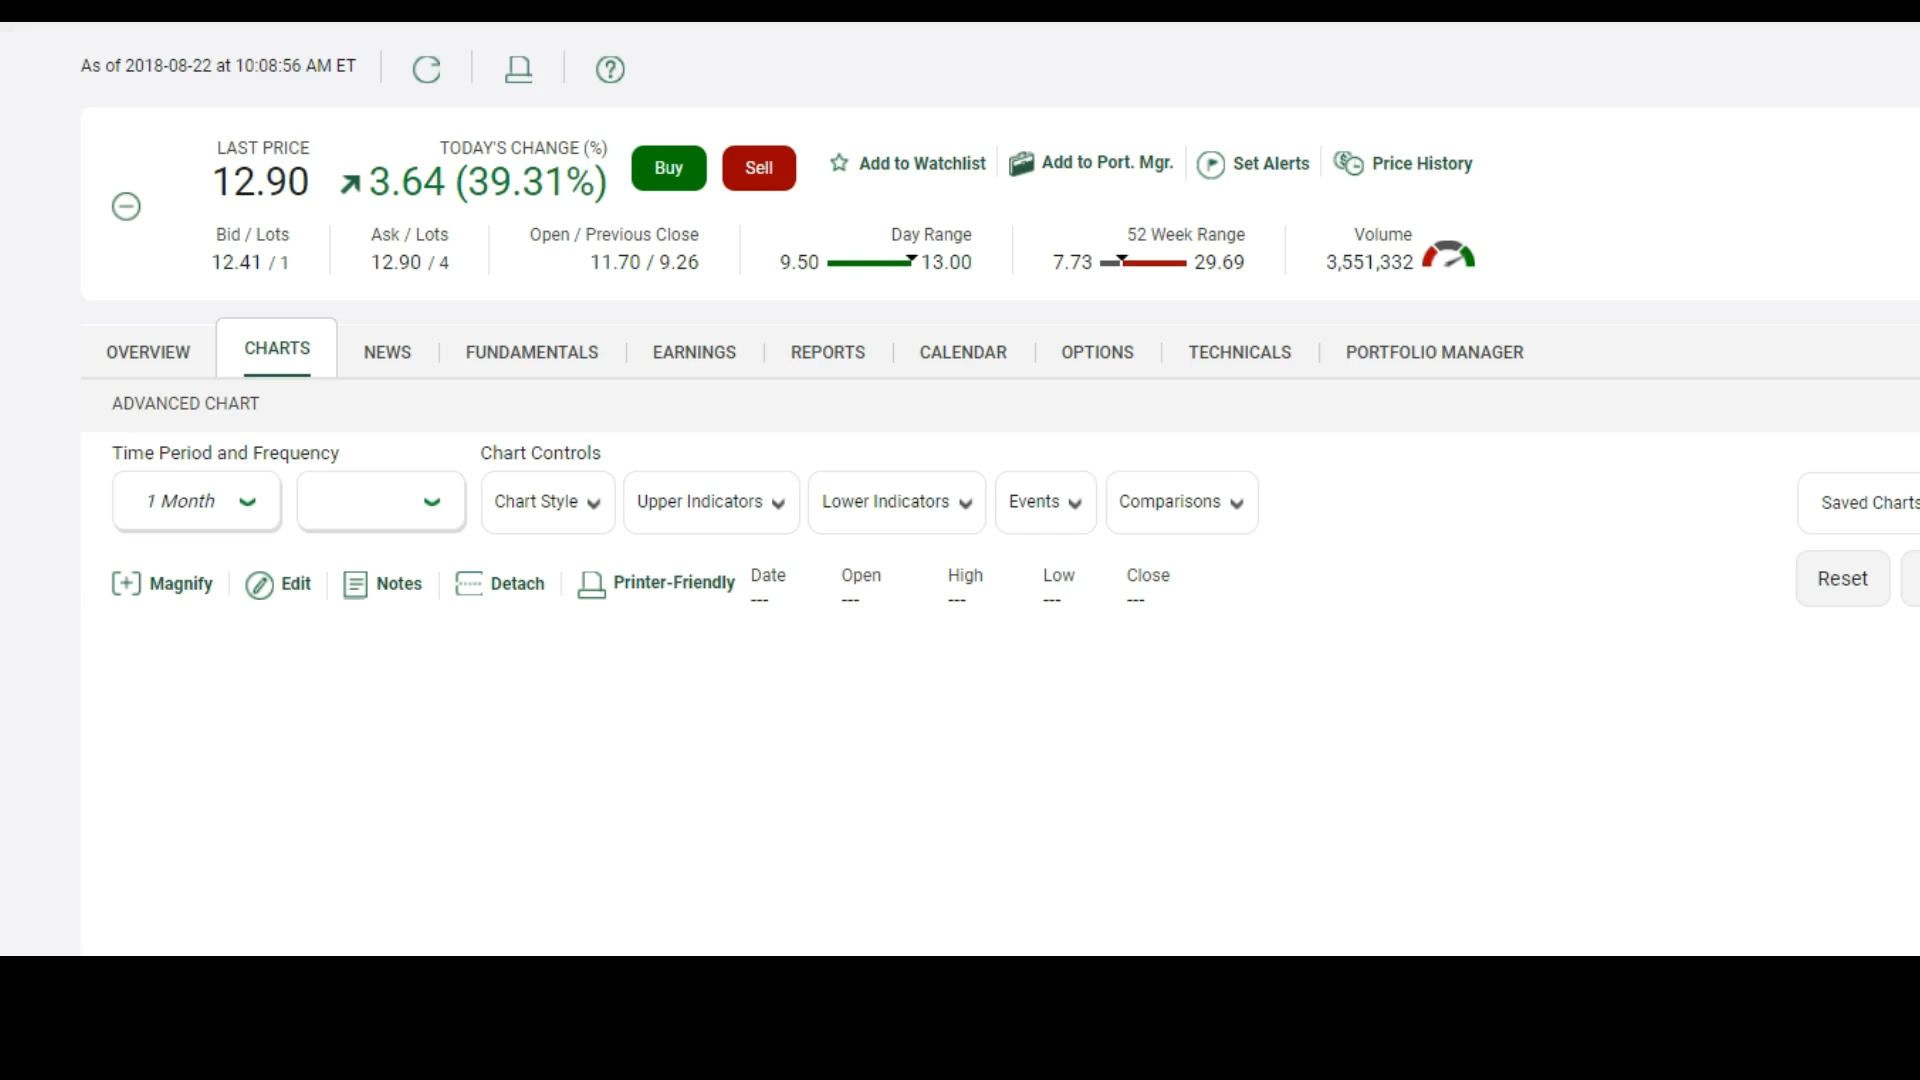 As of 2018-08-22 at 10:08:56 AM ET
LAST PRICE
12.90
TODAY'S CHANGE (%)
3.64 (39.31%)
Buy
Sell
Add to Watchlist
Add to Port. Mgr.
Set Alerts
Price History
Bid / Lots
12.41 / 1
Ask / Lots
12.90 / 4
Open / Previous Close
11.70 / 9.26
Day Range
9.50 13.00
52 Week Range
7.73 29.69
Volume
3,551,332
OVERVIEW CHARTS NEWS FUNDAMENTALS EARNINGS REPORTS CALENDAR OPTIONS TECHNICALS PORTFOLIO MANAGER
ADVANCED CHART
Time Period and Frequency
Chart Controls
1 Month
Chart Style
Upper Indicators
Lower Indicators
Events
Comparisons
Saved Charts
Magnify
Edit
Notes
Detach
Printer-Friendly
Date
---
Open
---
High
---
Low
---
Close
---
Reset